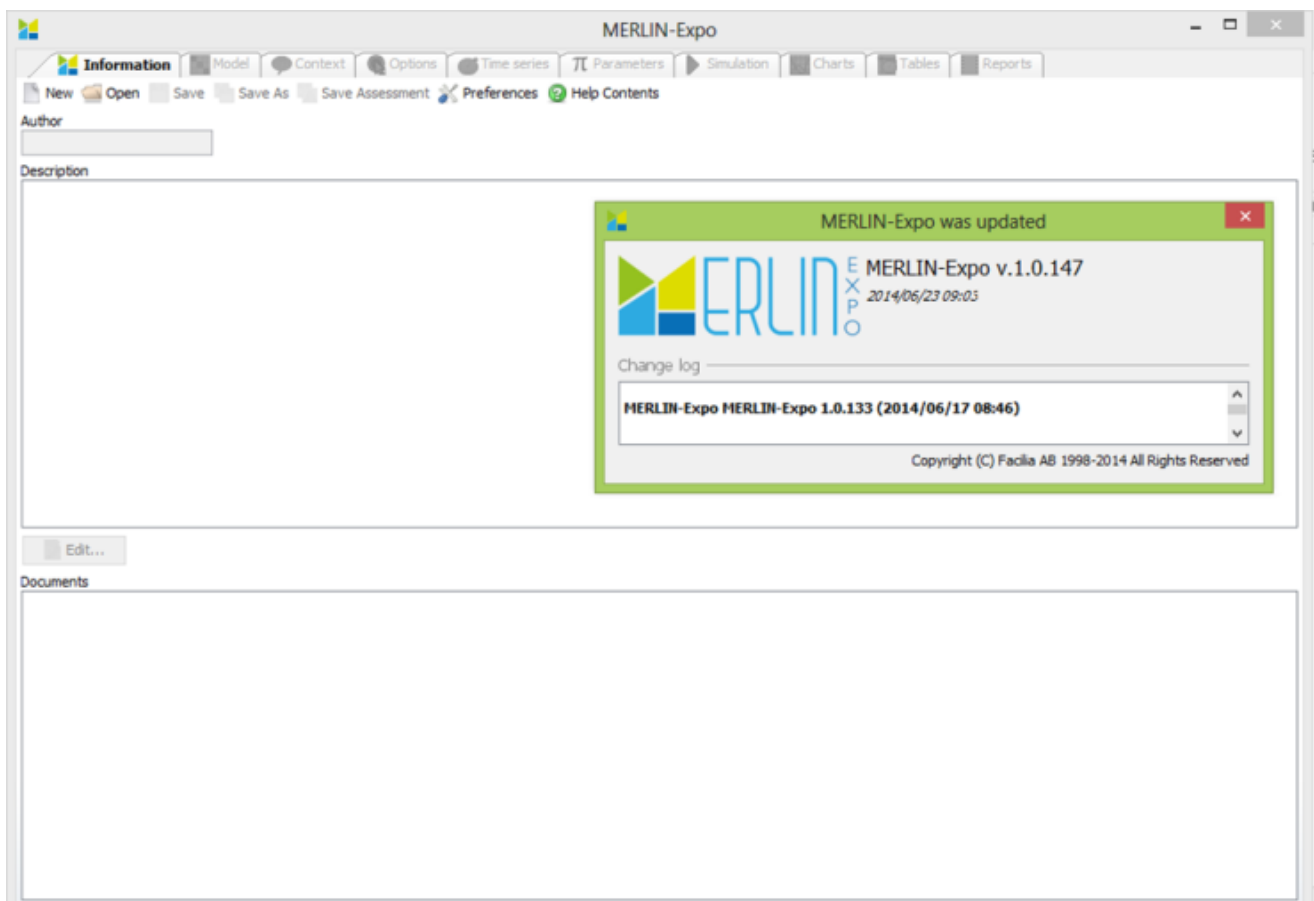 MERLIN-Expo
Information Model Context Options Time series π Parameters Simulation Charts Tables Reports
New Open Save Save As Save Assessment Preferences Help Contents
Author
Description
MERLIN-Expo was updated
MERLIN EXPO
MERLIN-Expo v.1.0.147
2014/06/23 09:03
Change log
MERLIN-Expo MERLIN-Expo 1.0.133 (2014/06/17 08:46)
Copyright (C) Facilia AB 1998-2014 All Rights Reserved
Edit...
Documents